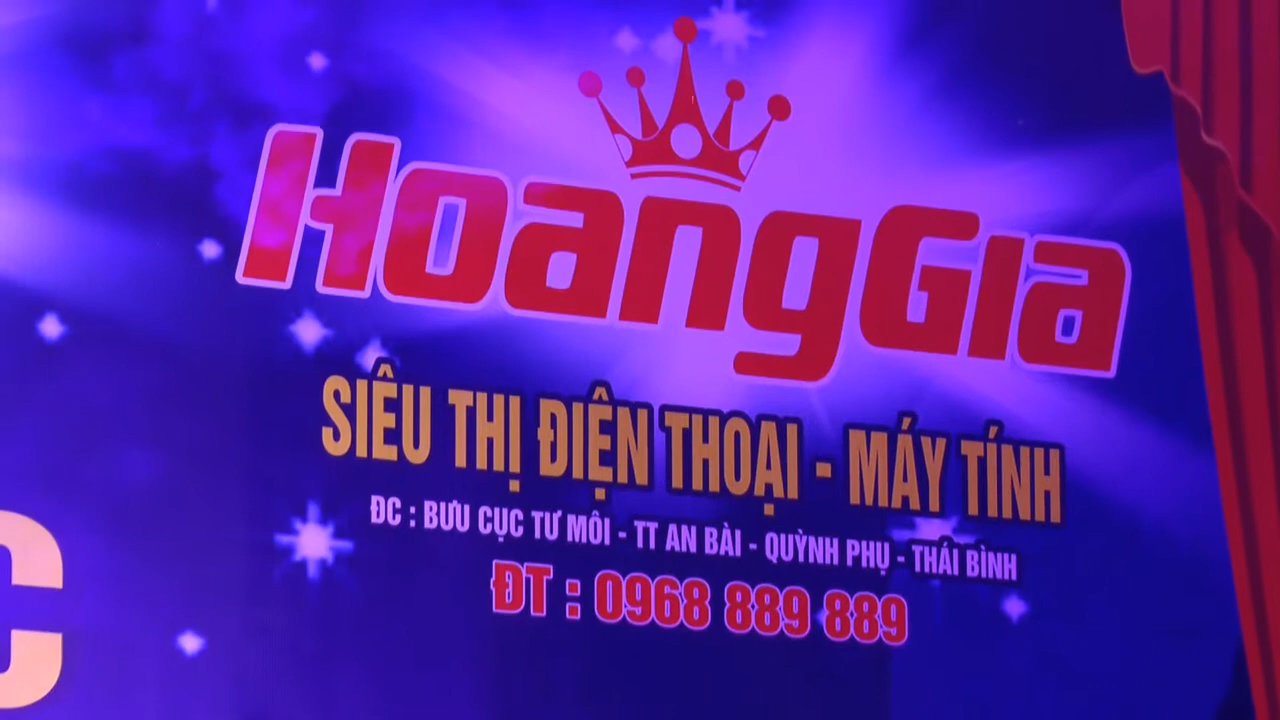 HoangGia
SIÊU THỊ ĐIỆN THOẠI - MÁY TÍNH
ĐC : BƯU CỤC TƯ MÔI - TT AN BÀI - QUỲNH PHỤ - THÁI BÌNH
ĐT : 0968 889 889
C